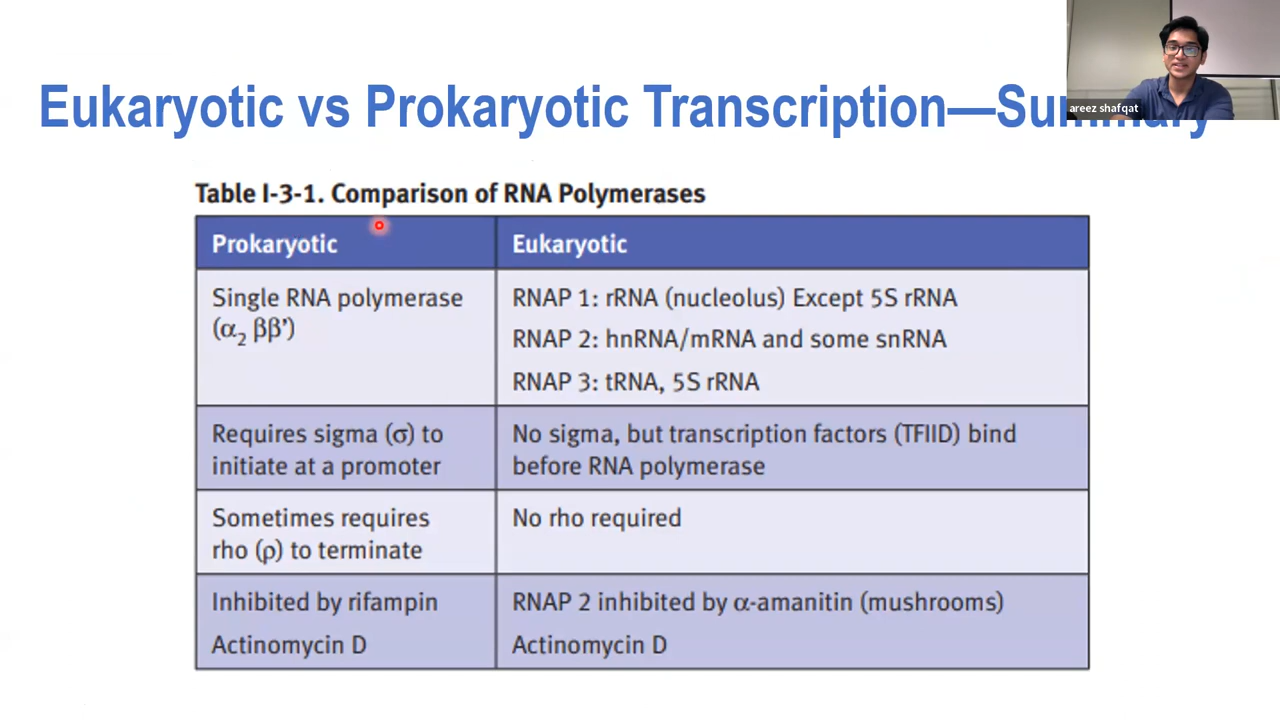 Eukaryotic vs Prokaryotic Transcription—Summary
areez shafqat
Table I-3-1. Comparison of RNA Polymerases
Prokaryotic
Eukaryotic
Single RNA polymerase
(α₂ ββ’)
RNAP 1: rRNA (nucleolus) Except 5S rRNA
RNAP 2: hnRNA/mRNA and some snRNA
RNAP 3: tRNA, 5S rRNA
Requires sigma (σ) to
initiate at a promoter
No sigma, but transcription factors (TFIID) bind
before RNA polymerase
Sometimes requires
rho (ρ) to terminate
No rho required
Inhibited by rifampin
Actinomycin D
RNAP 2 inhibited by α-amanitin (mushrooms)
Actinomycin D